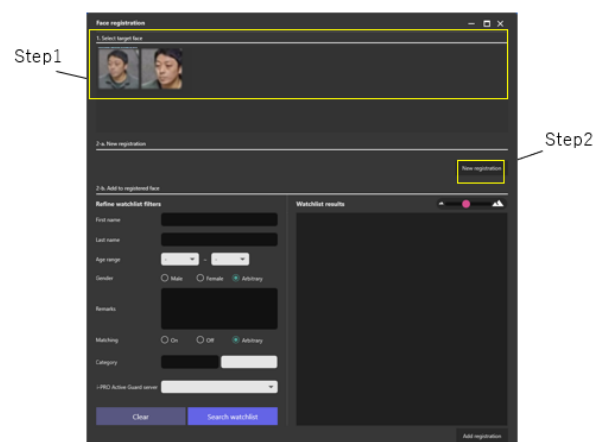 Face registration
1. Select target face
Step1
Step2
2-a. New registration
New registration
2-b. Add to registered face
Refine watchlist filters
Watchlist results
First name
Last name
Age range
- - -
Gender
Male Female Arbitrary
Remarks
Matching
On Off Arbitrary
Category
i-PRO Active Guard server
Clear
Search watchlist
Add registration